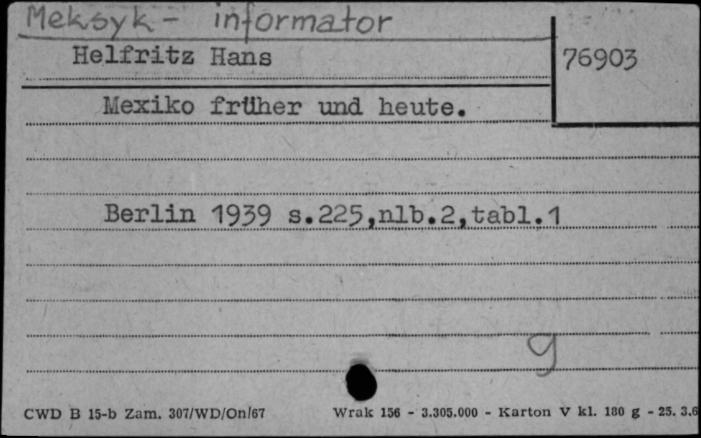 Meksyk - informator
Helfritz Hans
76903
Mexiko früher und heute.
Berlin 1939 s.225,nlb.2,tabl.1
g
CWD B 15-b Zam. 307/WD/On/67 Wrak 156 - 3.305.000 - Karton V kl. 180 g - 25. 3.6